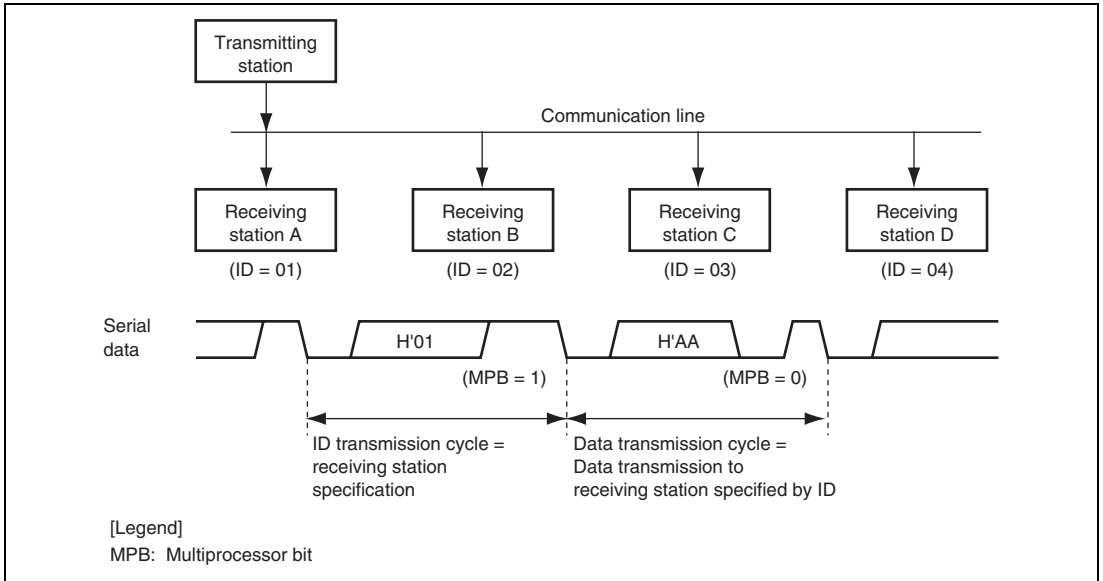 Transmitting
station
Communication line
Receiving
station A
Receiving
station B
Receiving
station C
Receiving
station D
(ID = 01)
(ID = 02)
(ID = 03)
(ID = 04)
Serial
data
H'01
H'AA
(MPB = 1)
(MPB = 0)
ID transmission cycle =
receiving station
specification
Data transmission cycle =
Data transmission to
receiving station specified by ID
[Legend]
MPB: Multiprocessor bit